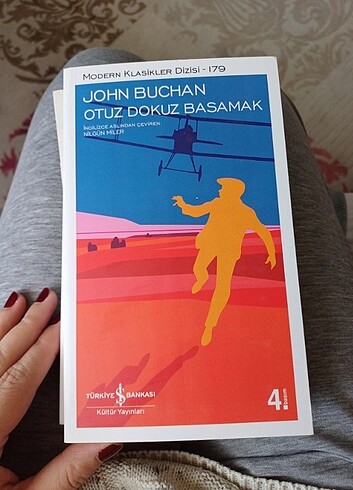 MODERN KLASİKLER DİZİSİ - 179
JOHN BUCHAN
OTUZ DOKUZ BASAMAK
İNGİLİZCE ASLINDAN ÇEVİREN:
NİLGÜN MİLER
TÜRKİYE İŞ BANKASI
Kültür Yayınları
4. Basım